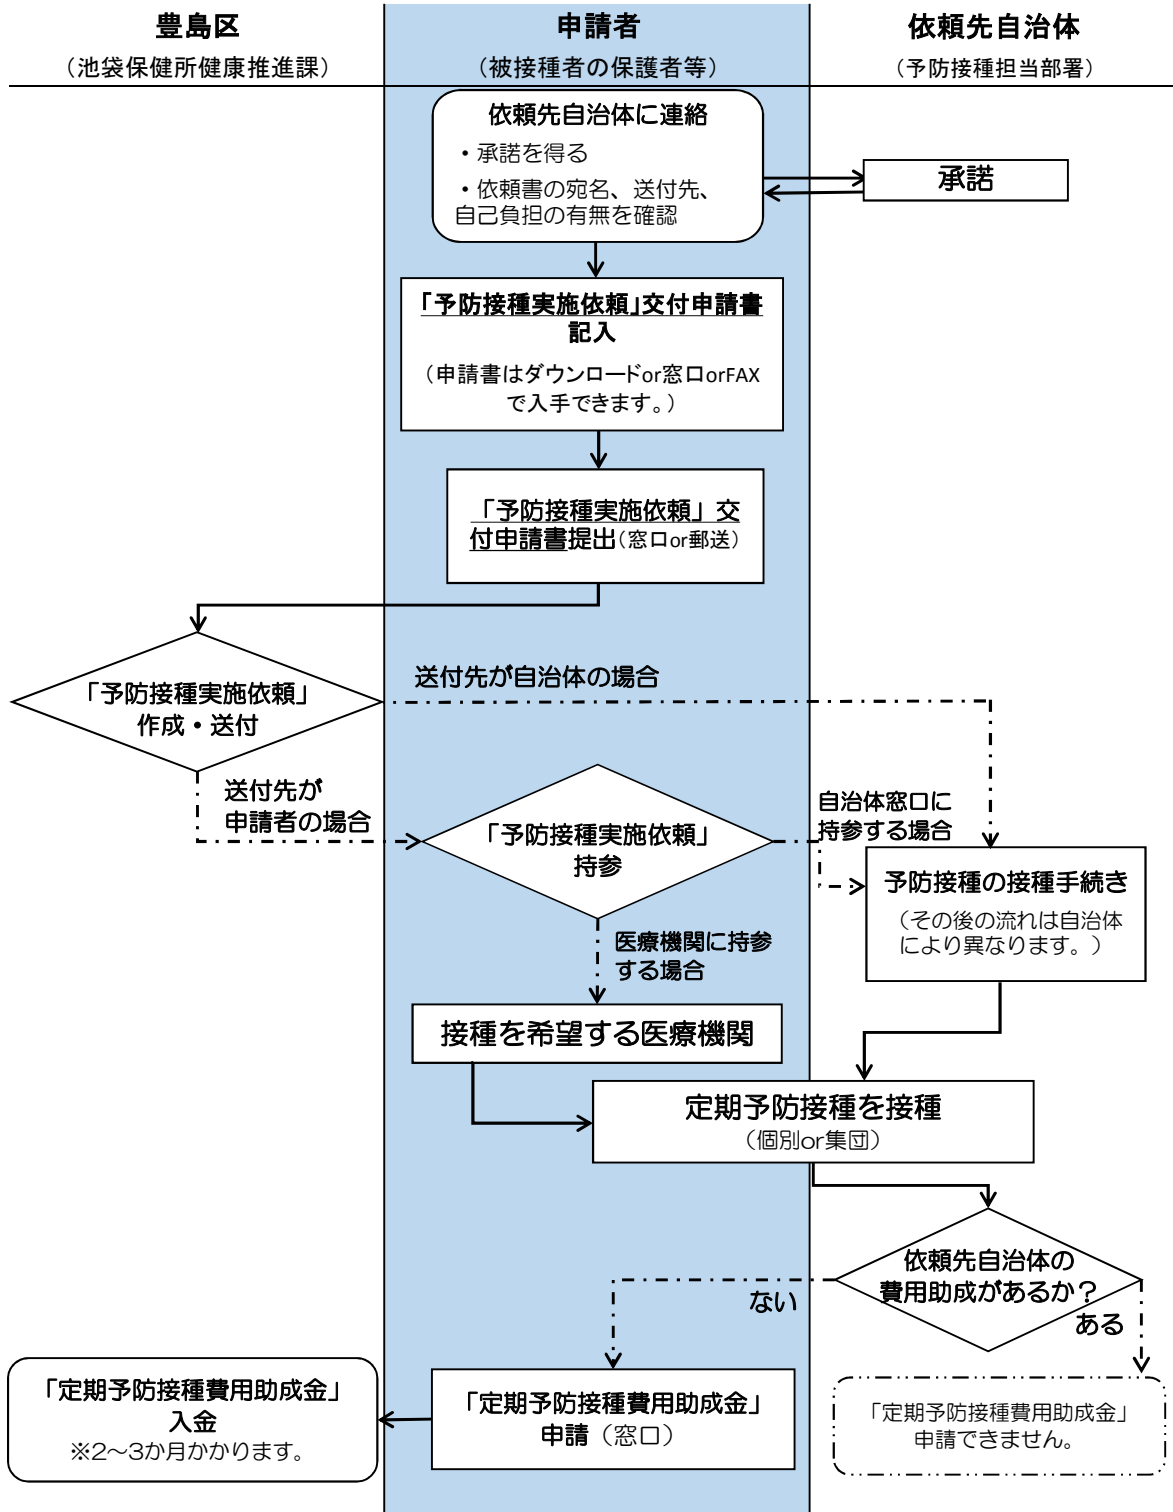 豊島区
（池袋保健所健康推進課）
申請者
（被接種者の保護者等）
依頼先自治体
（予防接種担当部署）
依頼先自治体に連絡
・承諾を得る
・依頼書の宛名、送付先、
自己負担の有無を確認
承諾
「予防接種実施依頼」交付申請書
記入
（申請書はダウンロードor窓口orFAX
で入手できます。）
「予防接種実施依頼」交
付申請書提出（窓口or郵送）
「予防接種実施依頼」
作成・送付
送付先が自治体の場合
送付先が
申請者の場合
「予防接種実施依頼」
持参
自治体窓口に
持参する場合
予防接種の接種手続き
（その後の流れは自治体
により異なります。）
医療機関に持参
する場合
接種を希望する医療機関
定期予防接種を接種
（個別or集団）
依頼先自治体の
費用助成があるか？
ない
ある
「定期予防接種費用助成金」
入金
※2～3か月かかります。
「定期予防接種費用助成金」
申請（窓口）
「定期予防接種費用助成金」
申請できません。